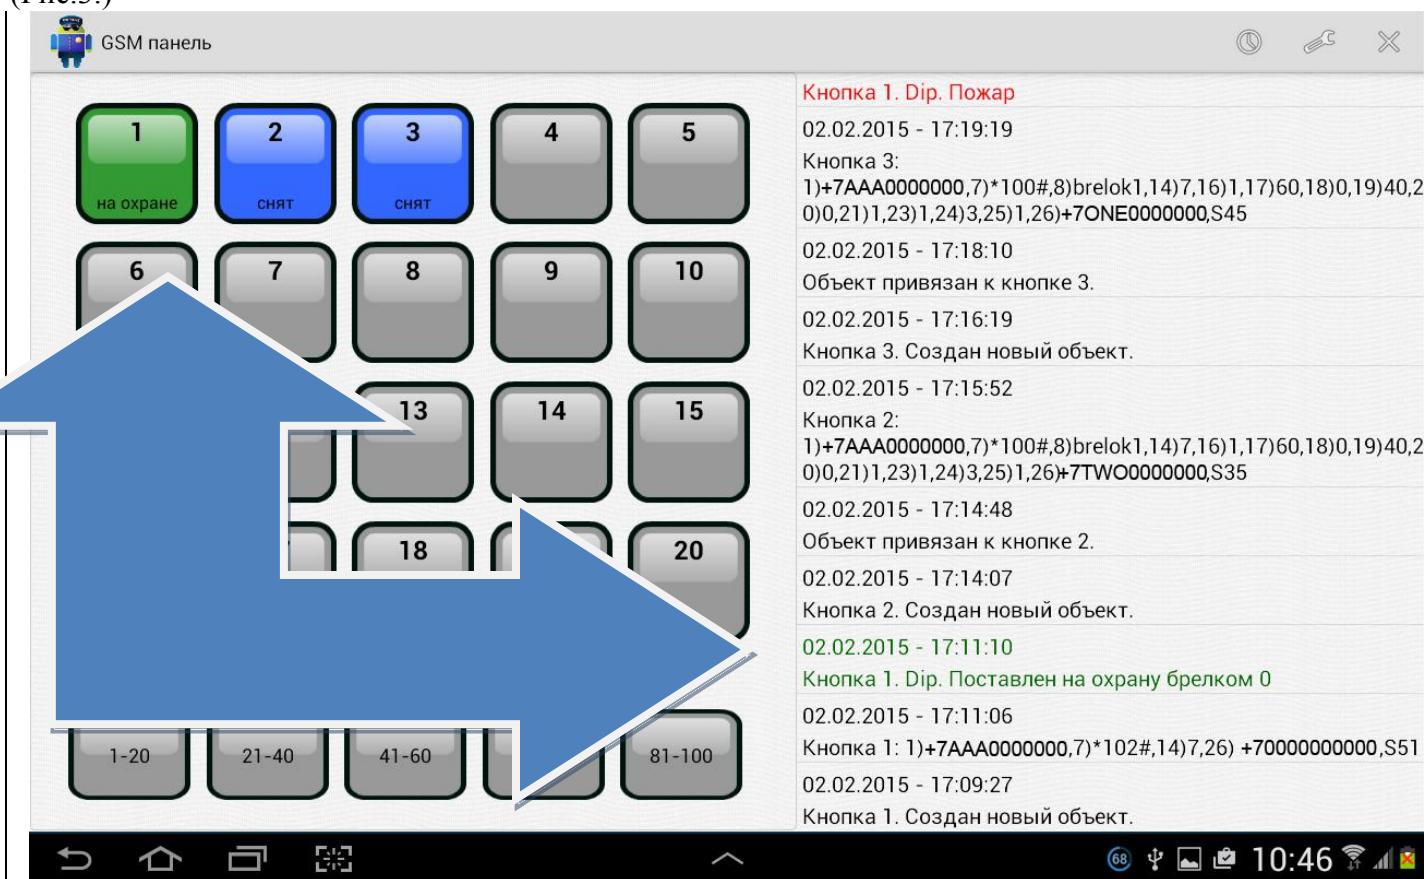 GSM панель
1
на охране
2
снят
3
снят
4
5
6
7
8
9
10
13
14
15
18
20
1-20
21-40
41-60
81-100
Кнопка 1. Dip. Пожар
02.02.2015 - 17:19:19
Кнопка 3:
1)+7AAA0000000,7)*100#,8)brelok1,14)7,16)1,17)60,18)0,19)40,2
0)0,21)1,23)1,24)3,25)1,26)+7ONE0000000,S45
02.02.2015 - 17:18:10
Объект привязан к кнопке 3.
02.02.2015 - 17:16:19
Кнопка 3. Создан новый объект.
02.02.2015 - 17:15:52
Кнопка 2:
1)+7AAA0000000,7)*100#,8)brelok1,14)7,16)1,17)60,18)0,19)40,2
0)0,21)1,23)1,24)3,25)1,26)+7TWO0000000,S35
02.02.2015 - 17:14:48
Объект привязан к кнопке 2.
02.02.2015 - 17:14:07
Кнопка 2. Создан новый объект.
02.02.2015 - 17:11:10
Кнопка 1. Dip. Поставлен на охрану брелком 0
02.02.2015 - 17:11:06
Кнопка 1: 1)+7AAA0000000,7)*102#,14)7,26) +70000000000,S51
02.02.2015 - 17:09:27
Кнопка 1. Создан новый объект.
68
10:46